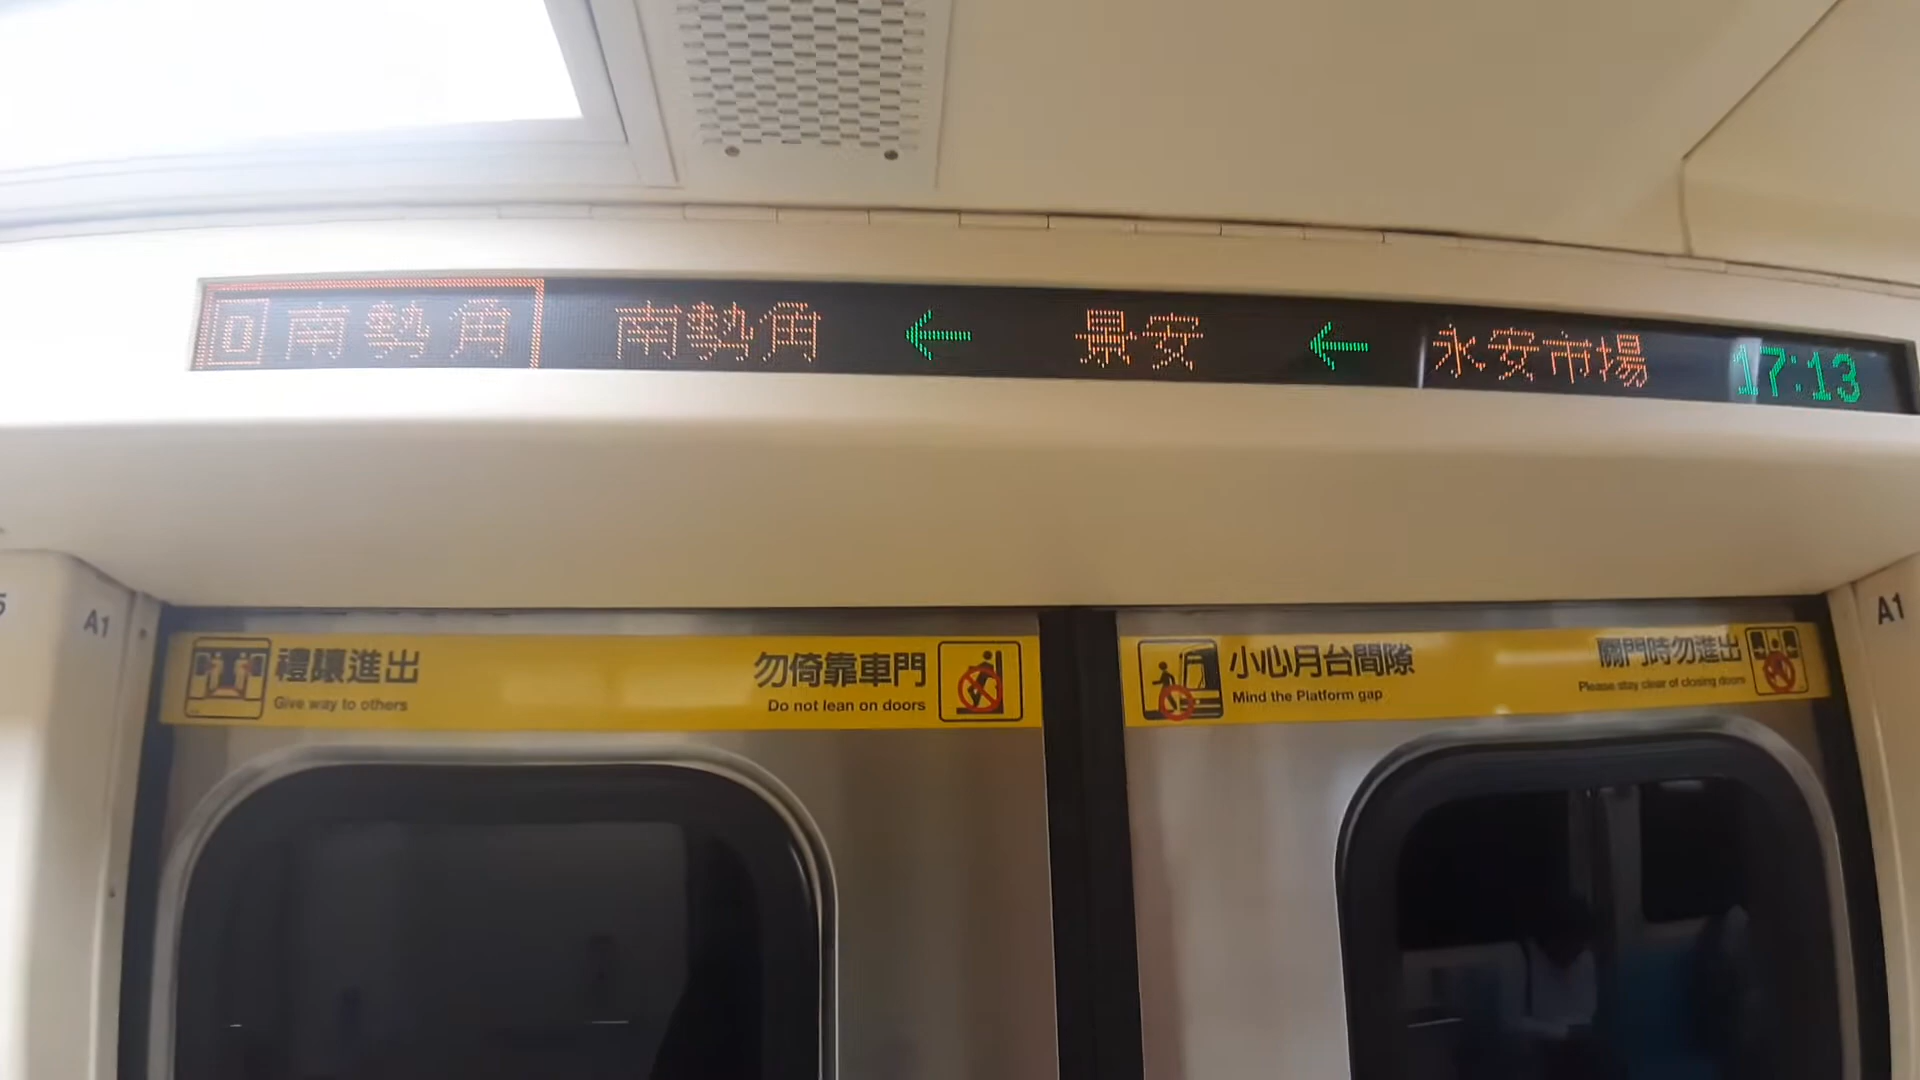 O 南勢角 南勢角 ← 景安 ← 永安市場 17:13
A1
A1
禮讓進出
Give way to others
勿倚靠車門
Do not lean on doors
小心月台間隙
Mind the Platform gap
關門時勿進出
Please stay clear of closing doors